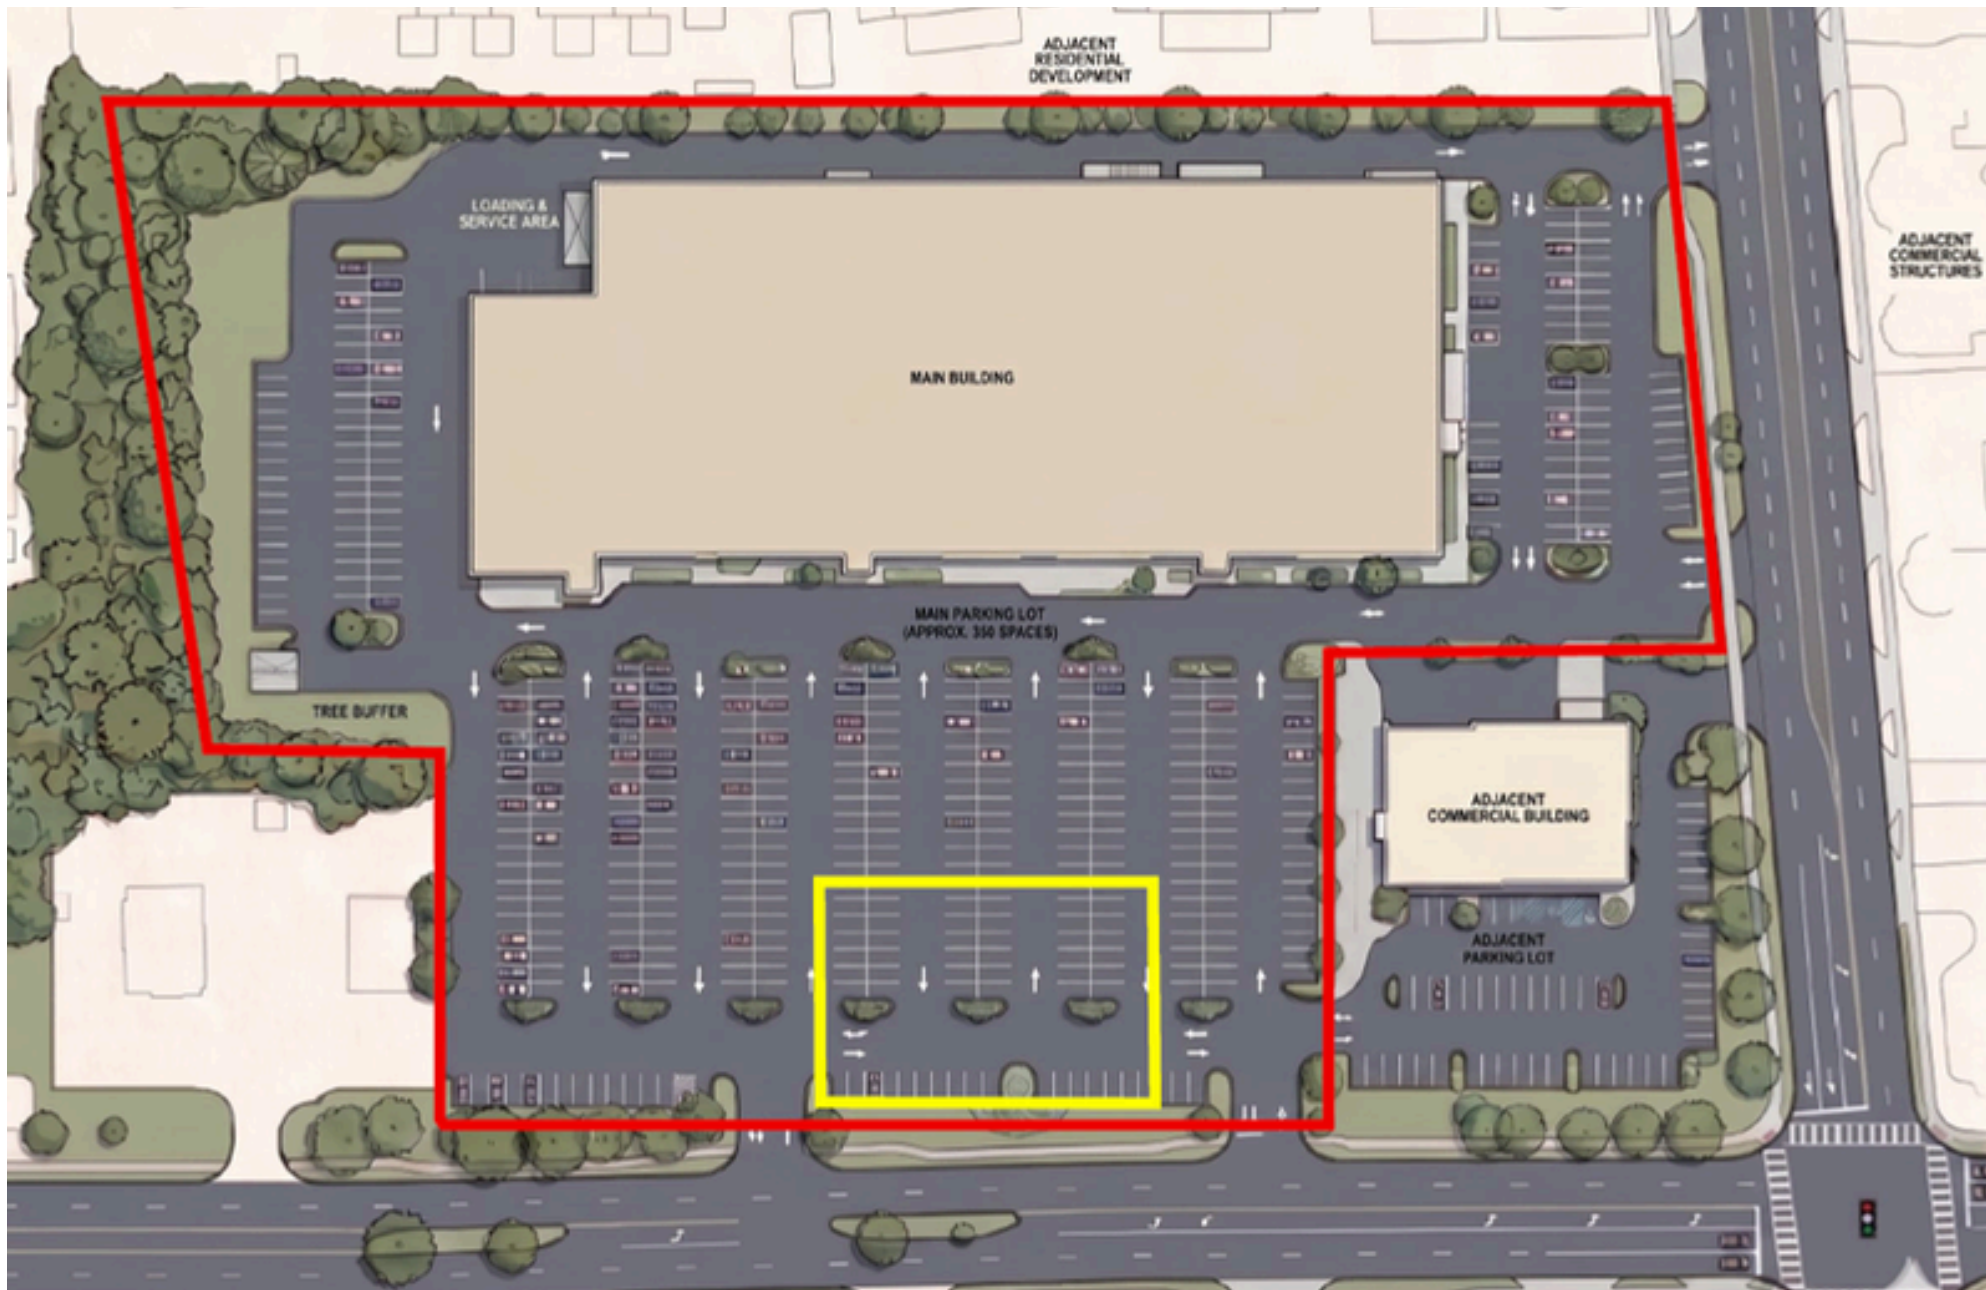 ADJACENT
RESIDENTIAL
DEVELOPMENT
LOADING &
SERVICE AREA
ADJACENT
COMMERCIAL
STRUCTURES
MAIN BUILDING
MAIN PARKING LOT
(APPROX. 350 SPACES)
TREE BUFFER
ADJACENT
COMMERCIAL BUILDING
ADJACENT
PARKING LOT